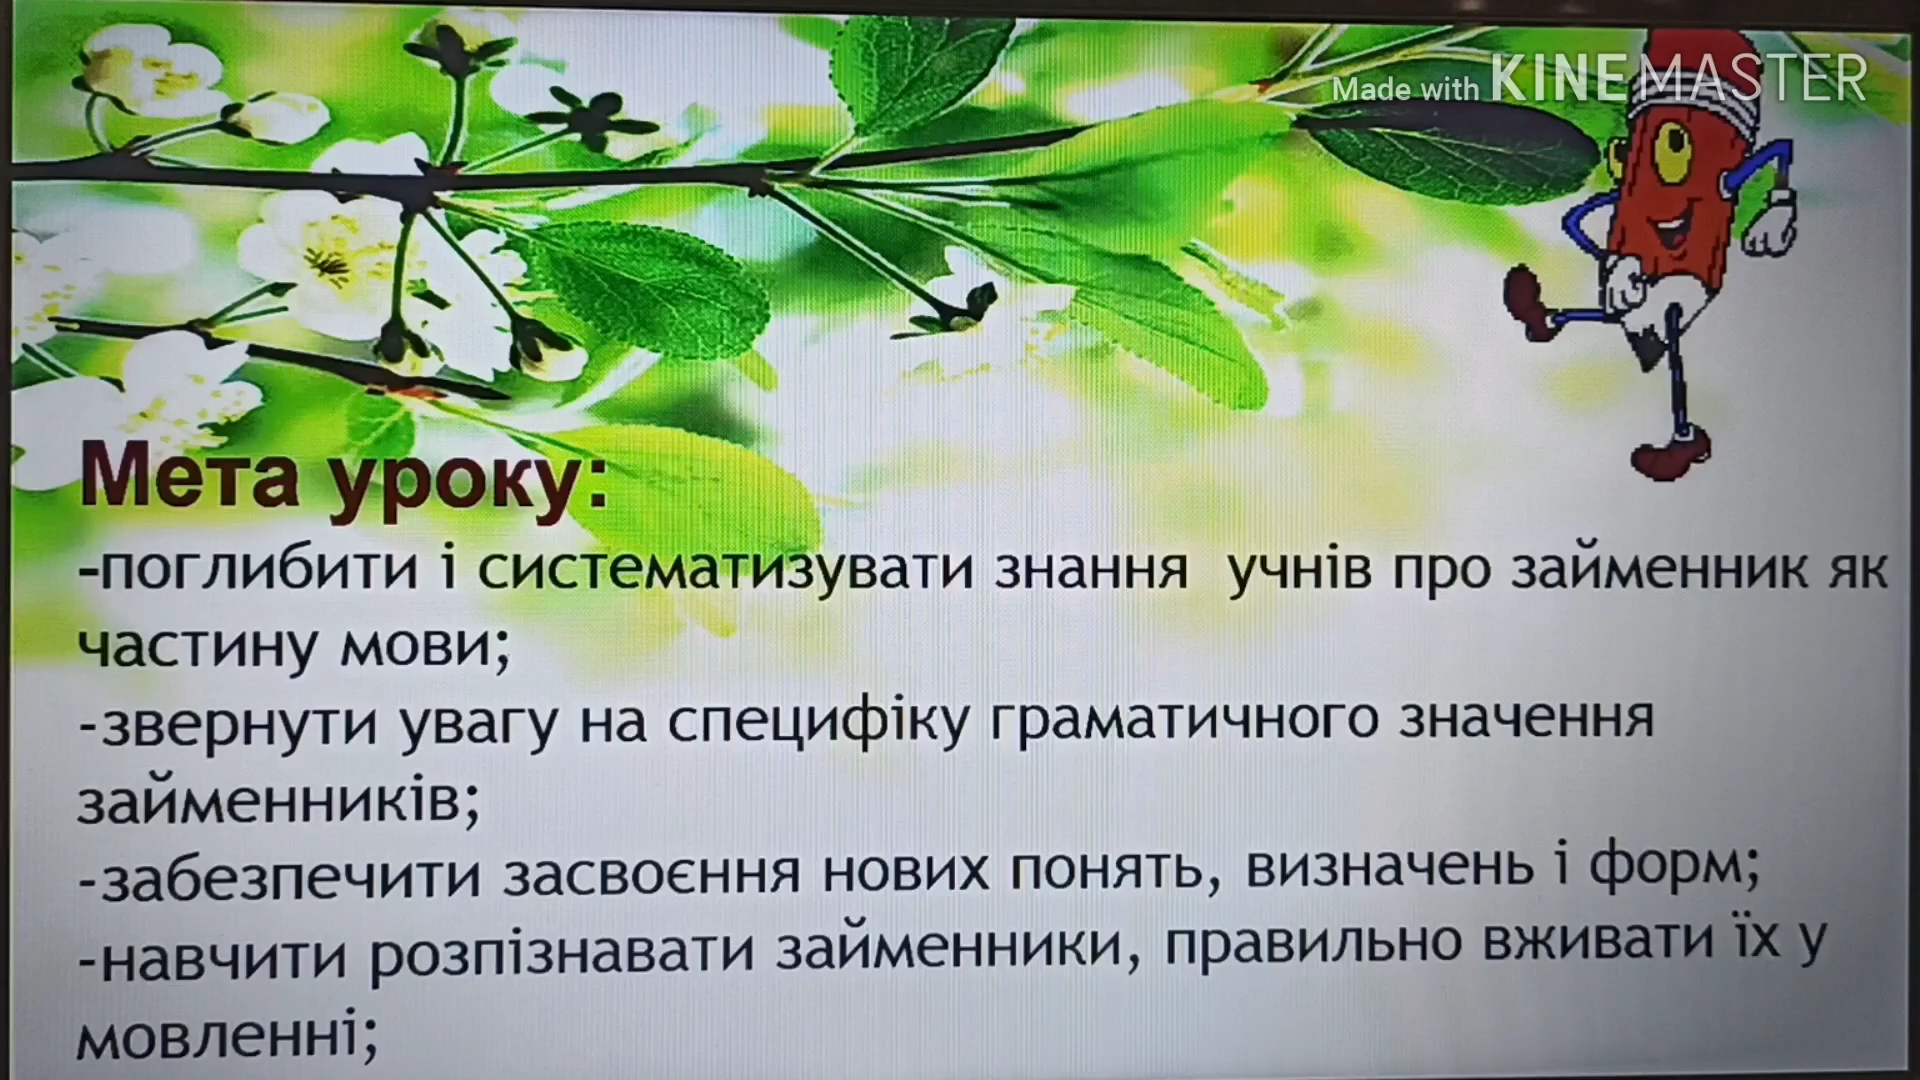 Made with KINEMASTER
Мета уроку:
-поглибити і систематизувати знання учнів про займенник як
частину мови;
-звернути увагу на специфіку граматичного значення
займенників;
-забезпечити засвоєння нових понять, визначень і форм;
-навчити розпізнавати займенники, правильно вживати їх у
мовленні;